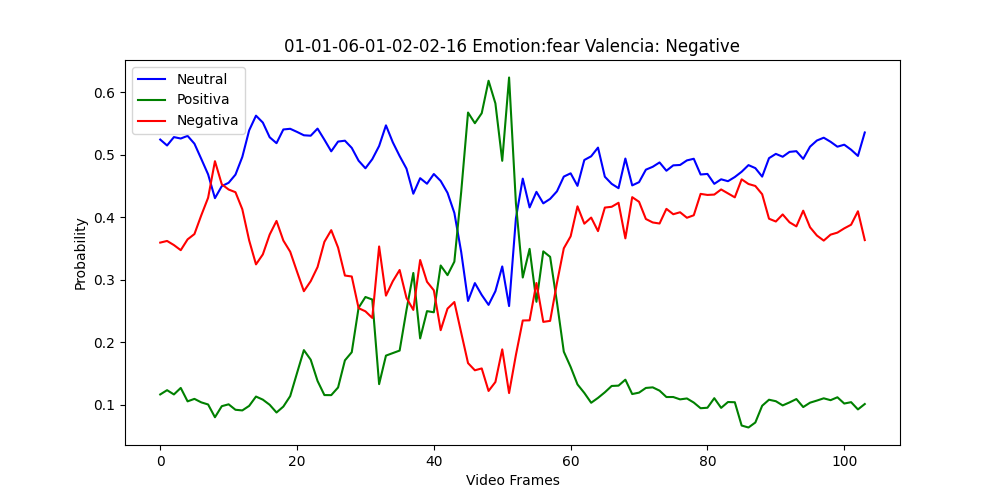 01-01-06-01-02-02-16 Emotion:fear Valencia: Negative
Neutral
Positiva
Negativa
Probability
0.6
0.5
0.4
0.3
0.2
0.1
0 20 40 60 80 100
Video Frames